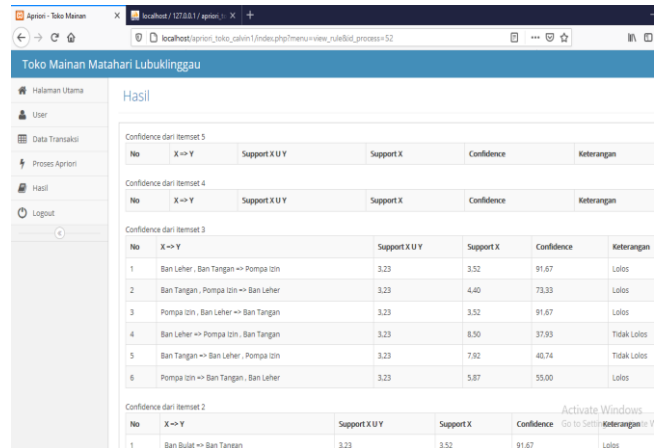 Apriori - Toko Mainan
localhost / 127.0.0.1 / apriori_t
localhost/apriori_toko_calvin1/index.php?menu=view_rule&id_process=52
Toko Mainan Matahari Lubuklinggau
Halaman Utama
User
Data Transaksi
Proses Apriori
Hasil
Logout
Hasil
Confidence dari itemset 5
No X => Y Support X U Y Support X Confidence Keterangan
Confidence dari itemset 4
No X => Y Support X U Y Support X Confidence Keterangan
Confidence dari itemset 3
No X => Y Support X U Y Support X Confidence Keterangan
1 Ban Leher , Ban Tangan => Pompa Izin 3,23 3,52 91,67 Lolos
2 Ban Tangan , Pompa Izin => Ban Leher 3,23 4,40 73,33 Lolos
3 Pompa Izin , Ban Leher => Ban Tangan 3,23 3,52 91,67 Lolos
4 Ban Leher => Pompa Izin , Ban Tangan 3,23 8,50 37,93 Tidak Lolos
5 Ban Tangan => Ban Leher , Pompa Izin 3,23 7,92 40,74 Tidak Lolos
6 Pompa Izin => Ban Tangan , Ban Leher 3,23 5,87 55,00 Lolos
Confidence dari itemset 2
Activate Windows
No X => Y Support X U Y Support X Confidence Keterangan
Go to
1 Ban Bulat => Ban Tangan 3,23 3,52 91,67 Lolos